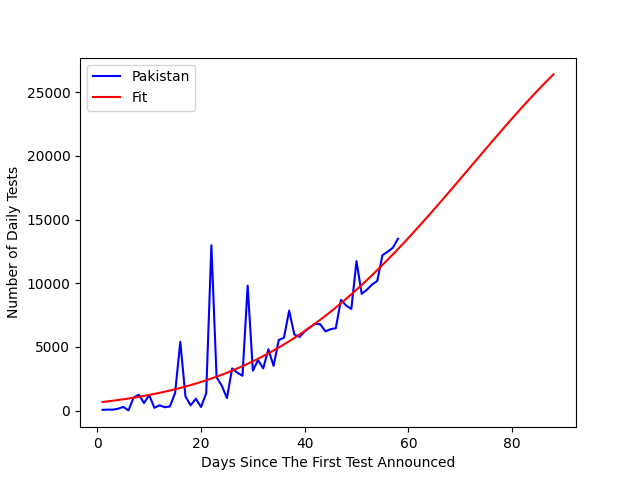 Pakistan
Fit
25000
20000
15000
10000
5000
0
Number of Daily Tests
0 20 40 60 80
Days Since The First Test Announced